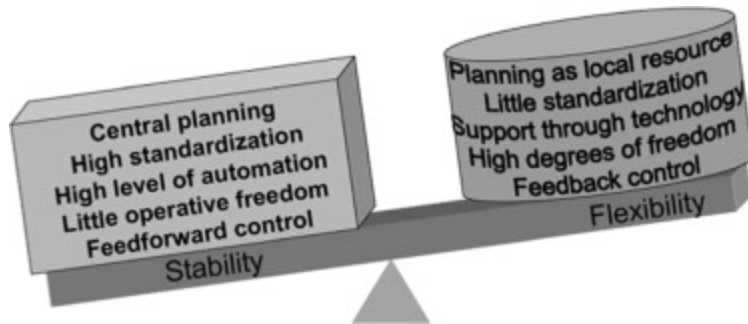 Central planning
High standardization
High level of automation
Little operative freedom
Feedforward control
Stability
Planning as local resource
Little standardization
Support through technology
High degrees of freedom
Feedback control
Flexibility